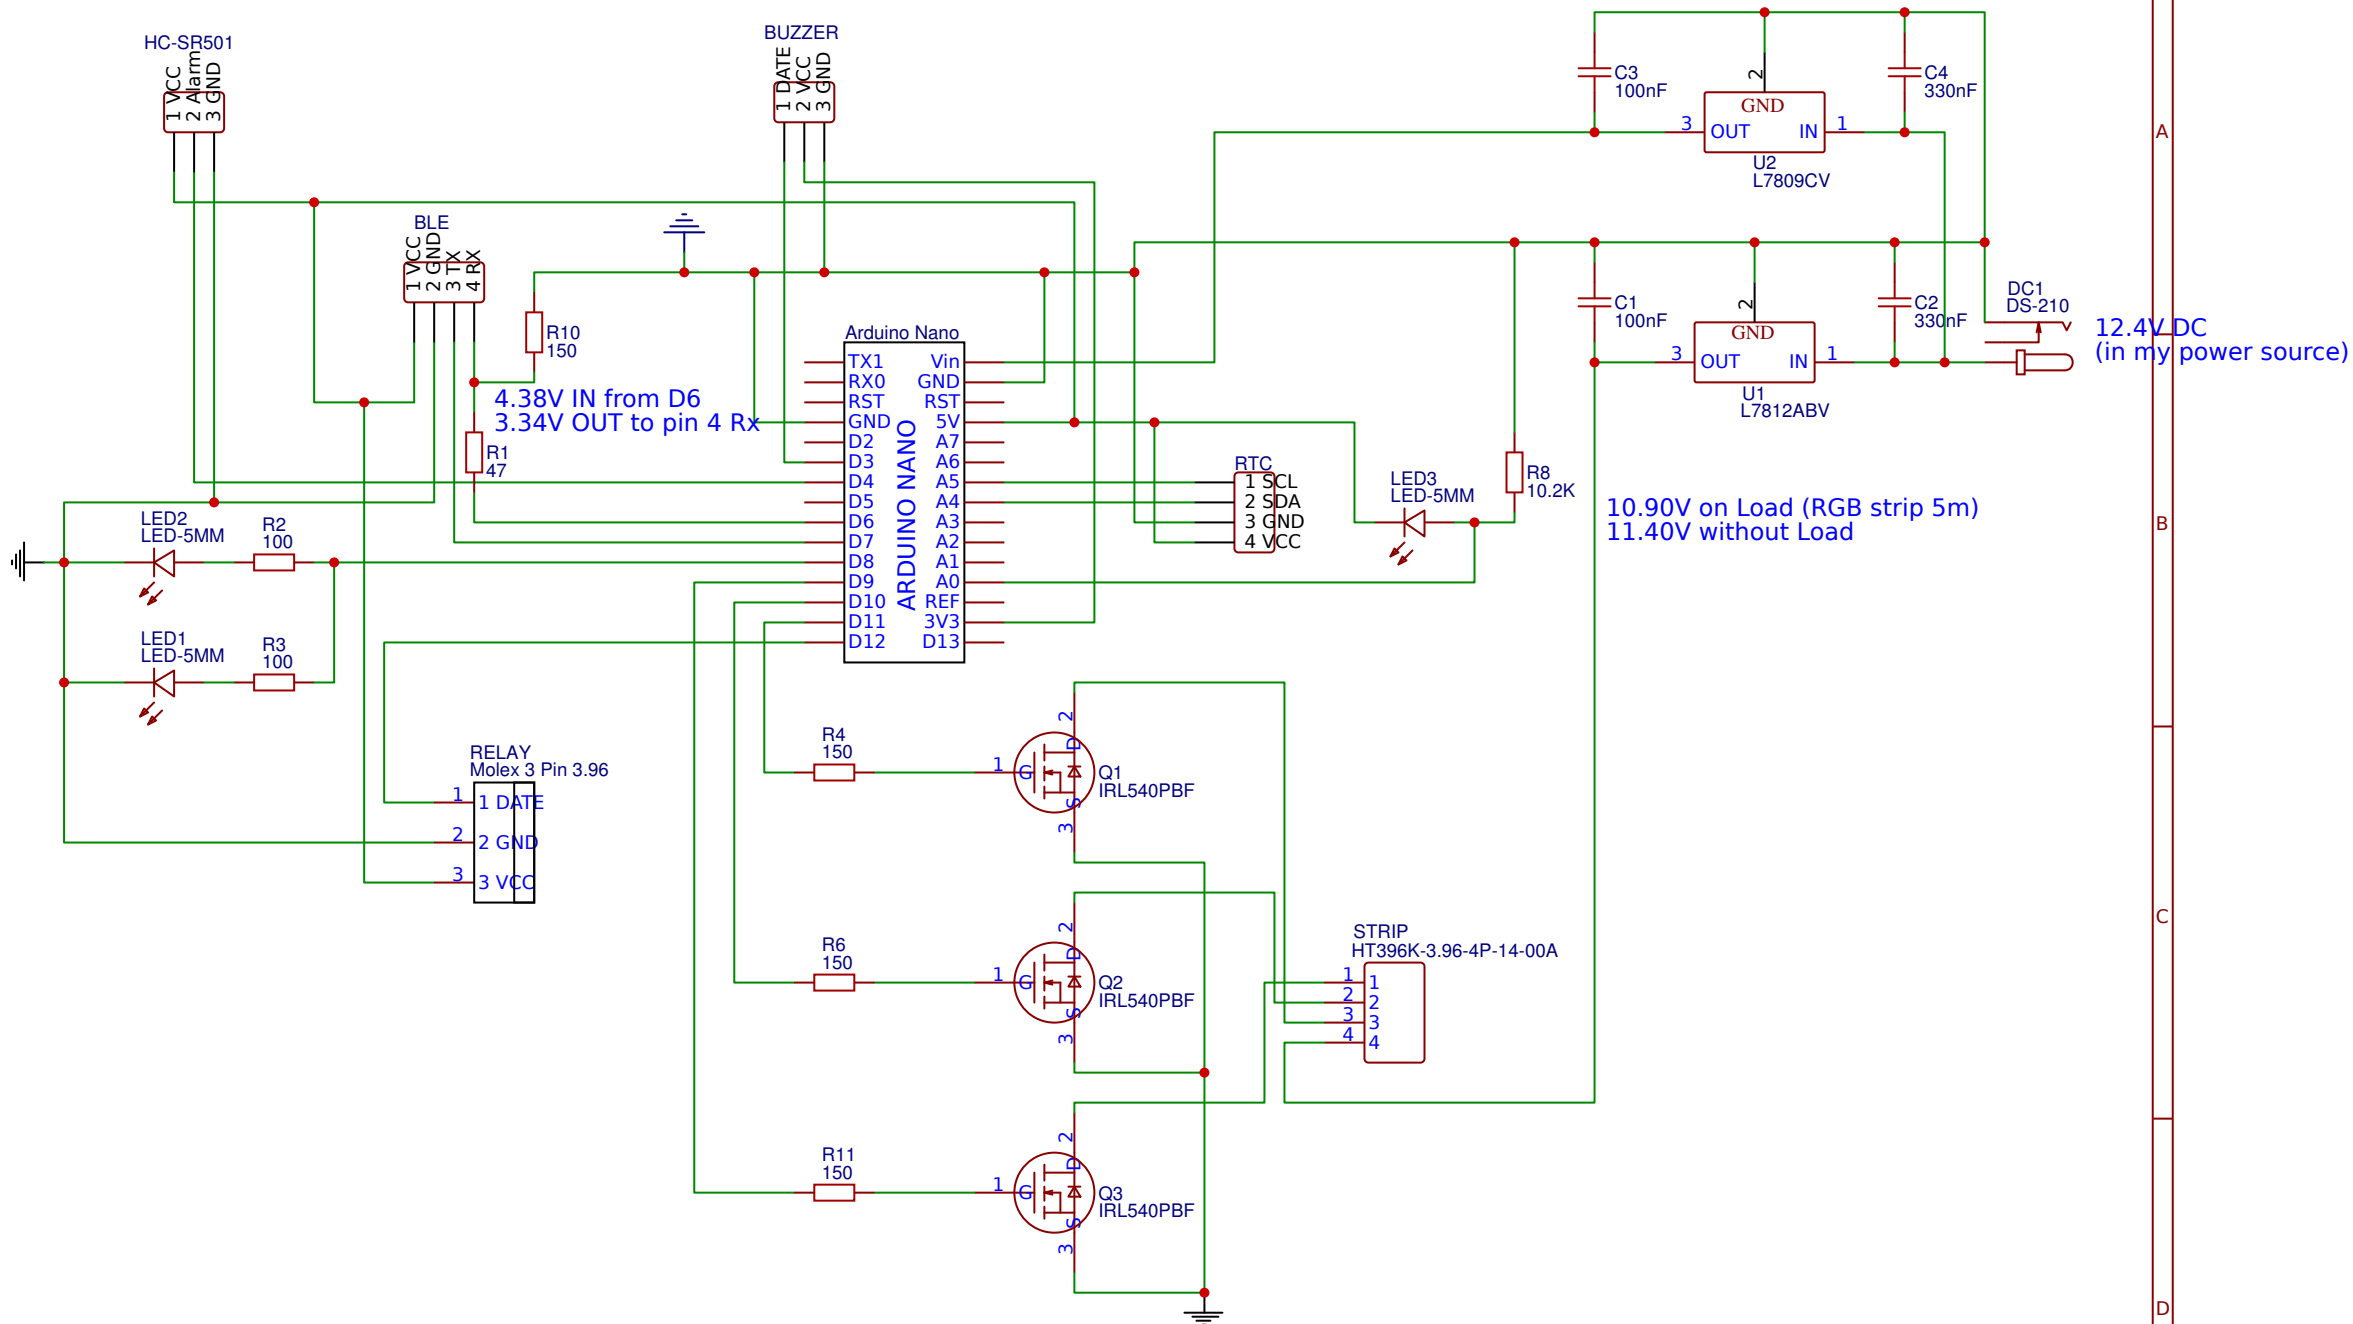 HC-SR501
1 VCC
2 Alarm
3 GND
BUZZER
1 DATE
2 VCC
3 GND
BLE
1 VCC
2 GND
3 TX
4 RX
R10
150
4.38V IN from D6
3.34V OUT to pin 4 Rx
R1
47
Arduino Nano
ARDUINO NANO
TX1
RX0
RST
GND
D2
D3
D4
D5
D6
D7
D8
D9
D10
D11
D12
Vin
GND
RST
5V
A7
A6
A5
A4
A3
A2
A1
A0
REF
3V3
D13
C3
100nF
2
GND
3 OUT IN 1
U2
L7809CV
C4
330nF
C1
100nF
2
GND
3 OUT IN 1
U1
L7812ABV
C2
330nF
DC1
DS-210
12.4V DC
(in my power source)
RTC
1 SCL
2 SDA
3 GND
4 VCC
LED3
LED-5MM
R8
10.2K
10.90V on Load (RGB strip 5m)
11.40V without Load
LED2
LED-5MM
R2
100
LED1
LED-5MM
R3
100
RELAY
Molex 3 Pin 3.96
1 1 DATE
2 2 GND
3 3 VCC
R4
150
1 G
2 D
3 S
Q1
IRL540PBF
R6
150
1 G
2 D
3 S
Q2
IRL540PBF
R11
150
1 G
2 D
3 S
Q3
IRL540PBF
STRIP
HT396K-3.96-4P-14-00A
1 1
2 2
3 3
4 4
A
B
C
D